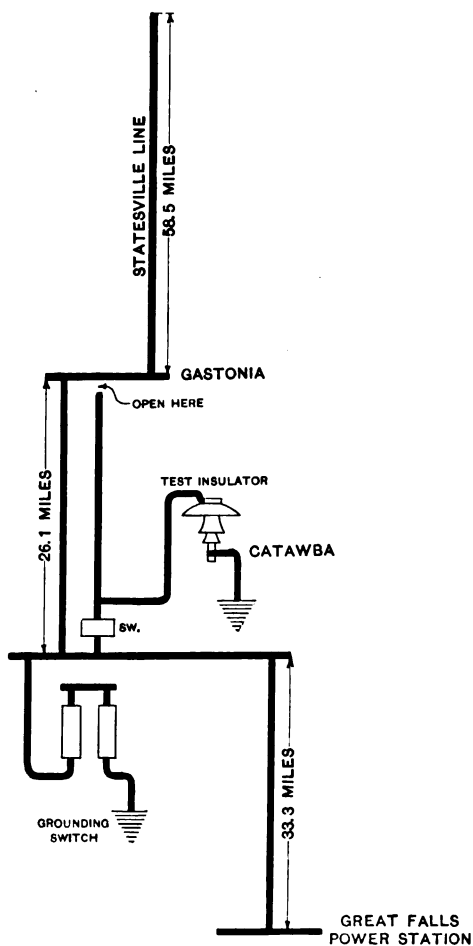 STATESVILLE LINE
58.5 MILES
GASTONIA
OPEN HERE
26.1 MILES
TEST INSULATOR
CATAWBA
SW.
33.3 MILES
GROUNDING
SWITCH
GREAT FALLS
POWER STATION